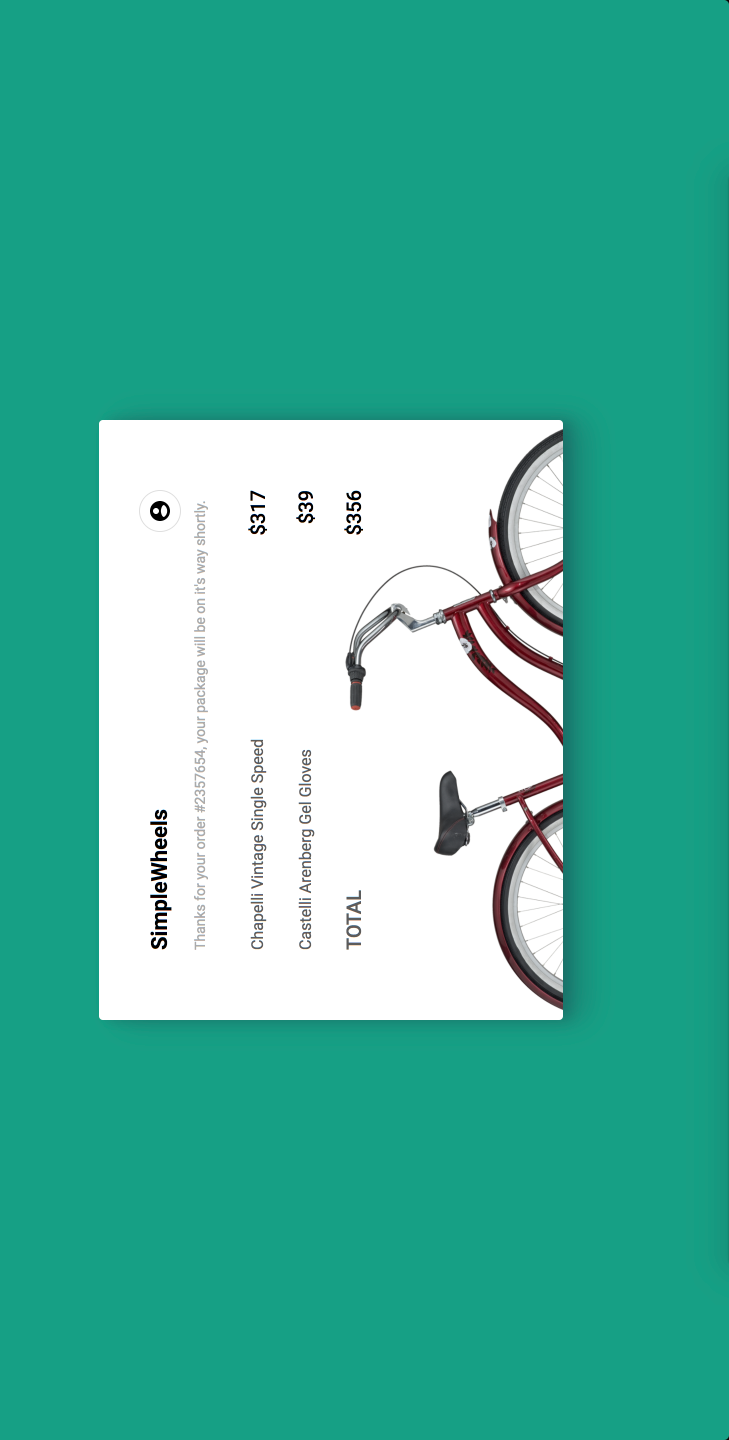 SimpleWheels
Thanks for your order #2357654, your package will be on it's way shortly.
Chapelli Vintage Single Speed $317
Castelli Arenberg Gel Gloves $39
TOTAL $356